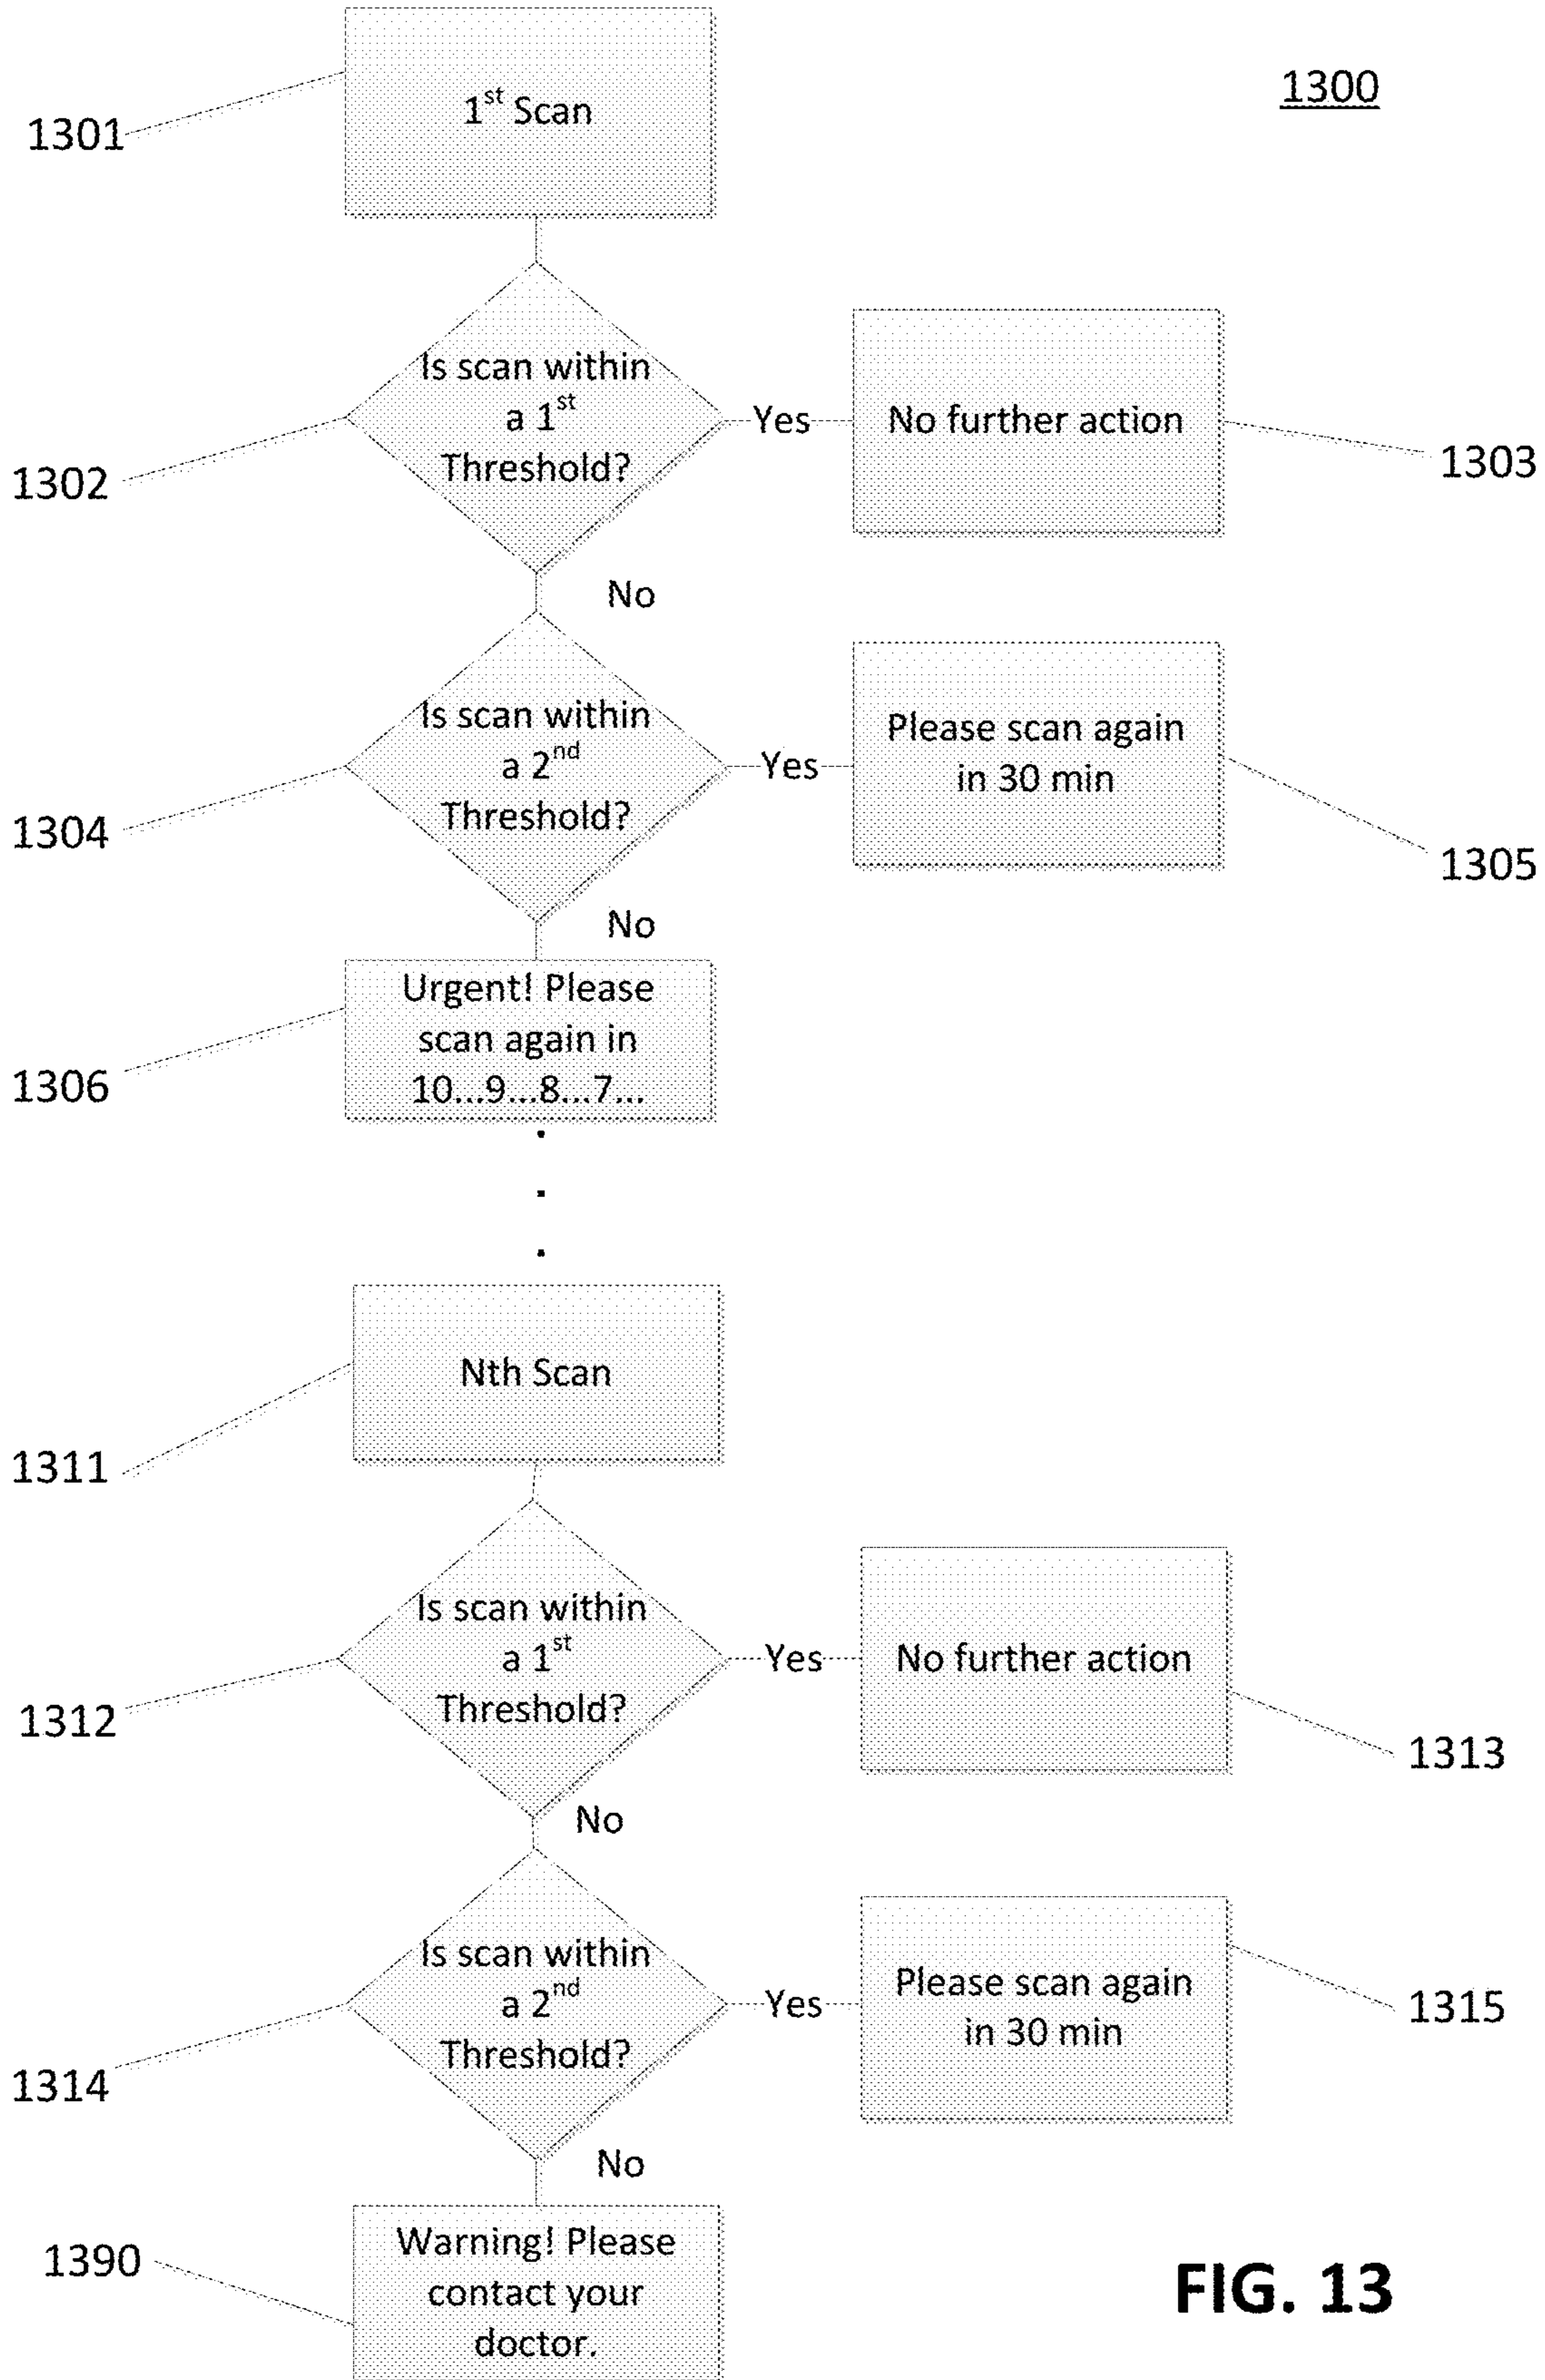 1300
1st Scan
1301
Is scan within
a 1st
Threshold?
Yes
No further action
1302
1303
No
Is scan within
a 2nd
Threshold?
Yes
Please scan again
in 30 min
1304
1305
No
Urgent! Please
scan again in
10...9...8...7...
1306
.
.
.
Nth Scan
1311
Is scan within
a 1st
Threshold?
Yes
No further action
1312
1313
No
Is scan within
a 2nd
Threshold?
Yes
Please scan again
in 30 min
1314
1315
No
Warning! Please
contact your
doctor.
1390
FIG. 13